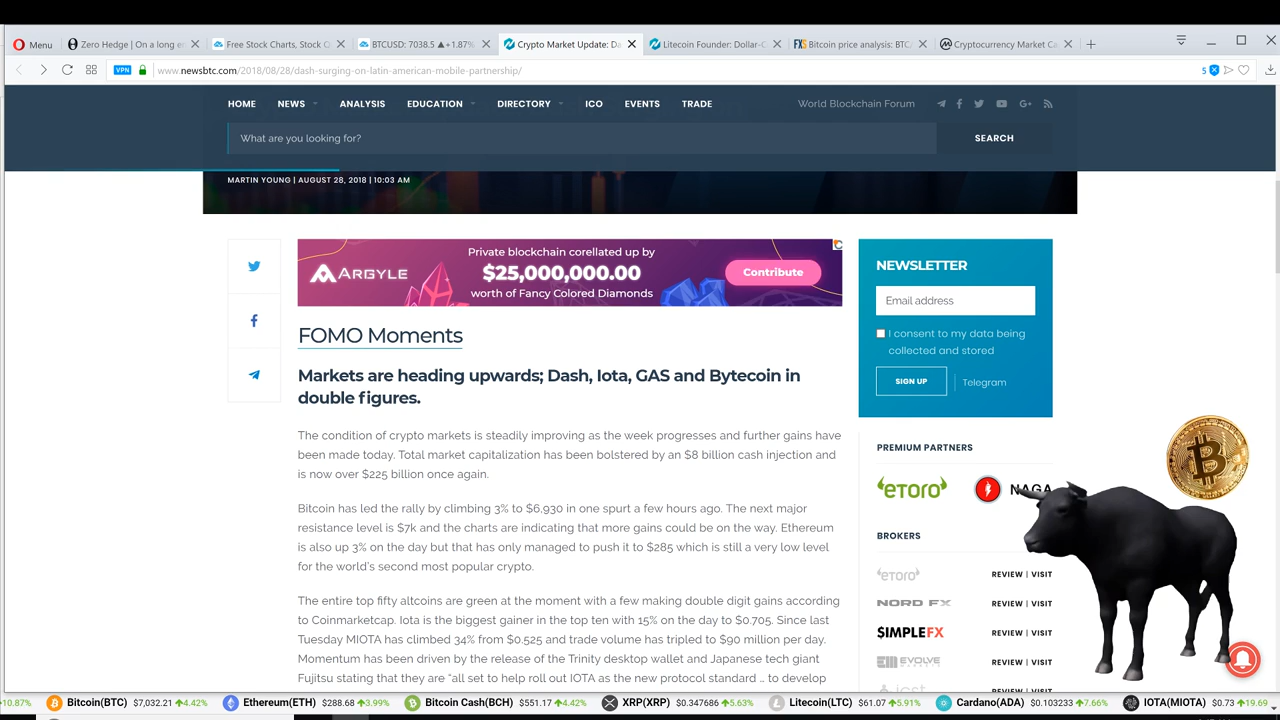 Menu
Zero Hedge | On a long e
Free Stock Charts, Stock Q
BTCUSD: 7038.5 ▲+1.87%
Crypto Market Update: Da
Litecoin Founder: Dollar-C
FXS Bitcoin price analysis: BTC
Cryptocurrency Market Ca
VPN
www.newsbtc.com/2018/08/28/dash-surging-on-latin-american-mobile-partnership/
5
HOME NEWS ANALYSIS EDUCATION DIRECTORY ICO EVENTS TRADE World Blockchain Forum
What are you looking for?
SEARCH
MARTIN YOUNG | AUGUST 28, 2018 | 10:03 AM
ARGYLE
Private blockchain corellated up by
$25,000,000.00
worth of Fancy Colored Diamonds
Contribute
FOMO Moments
Markets are heading upwards; Dash, Iota, GAS and Bytecoin in
double figures.
The condition of crypto markets is steadily improving as the week progresses and further gains have
been made today. Total market capitalization has been bolstered by an $8 billion cash injection and
is now over $225 billion once again.
Bitcoin has led the rally by climbing 3% to $6,930 in one spurt a few hours ago. The next major
resistance level is $7k and the charts are indicating that more gains could be on the way. Ethereum
is also up 3% on the day but that has only managed to push it to $285 which is still a very low level
for the world's second most popular crypto.
The entire top fifty altcoins are green at the moment with a few making double digit gains according
to Coinmarketcap. Iota is the biggest gainer in the top ten with 15% on the day to $0.705. Since last
Tuesday MIOTA has climbed 34% from $0.525 and trade volume has tripled to $90 million per day.
Momentum has been driven by the release of the Trinity desktop wallet and Japanese tech giant
Fujitsu stating that they are "all set to help roll out IOTA as the new protocol standard … to develop
NEWSLETTER
Email address
I consent to my data being
collected and stored
SIGN UP
Telegram
PREMIUM PARTNERS
eToro
NAGA
BROKERS
eToro REVIEW | VISIT
NORD FX REVIEW | VISIT
$IMPLEFX REVIEW | VISIT
EVOLVE MARKETS REVIEW | VISIT
REVIEW | VISIT
10.87% Bitcoin(BTC) $7,032.21 4.42% Ethereum(ETH) $288.68 3.99% Bitcoin Cash(BCH) $551.17 4.42% XRP(XRP) $0.347686 5.63% Litecoin(LTC) $61.07 5.91% Cardano(ADA) $0.103233 7.66% IOTA(MIOTA) $0.73 19.69